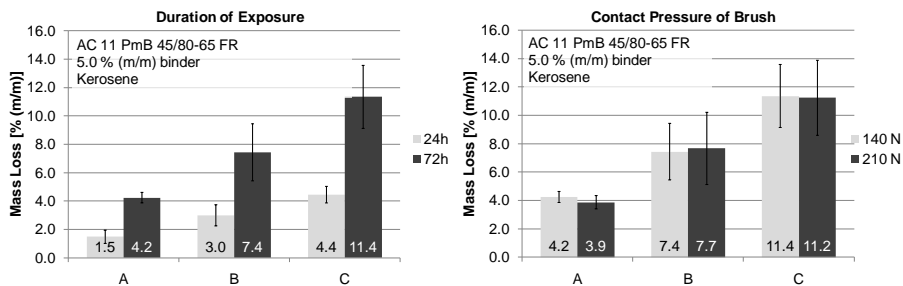 Duration of Exposure
Mass Loss [% (m/m)]
16.0
14.0
12.0
10.0
8.0
6.0
4.0
2.0
0.0
AC 11 PmB 45/80-65 FR
5.0 % (m/m) binder
Kerosene
1.5 4.2 3.0 7.4 4.4 11.4
A B C
24h
72h
Contact Pressure of Brush
Mass Loss [% (m/m)]
16.0
14.0
12.0
10.0
8.0
6.0
4.0
2.0
0.0
AC 11 PmB 45/80-65 FR
5.0 % (m/m) binder
Kerosene
4.2 3.9 7.4 7.7 11.4 11.2
A B C
140 N
210 N